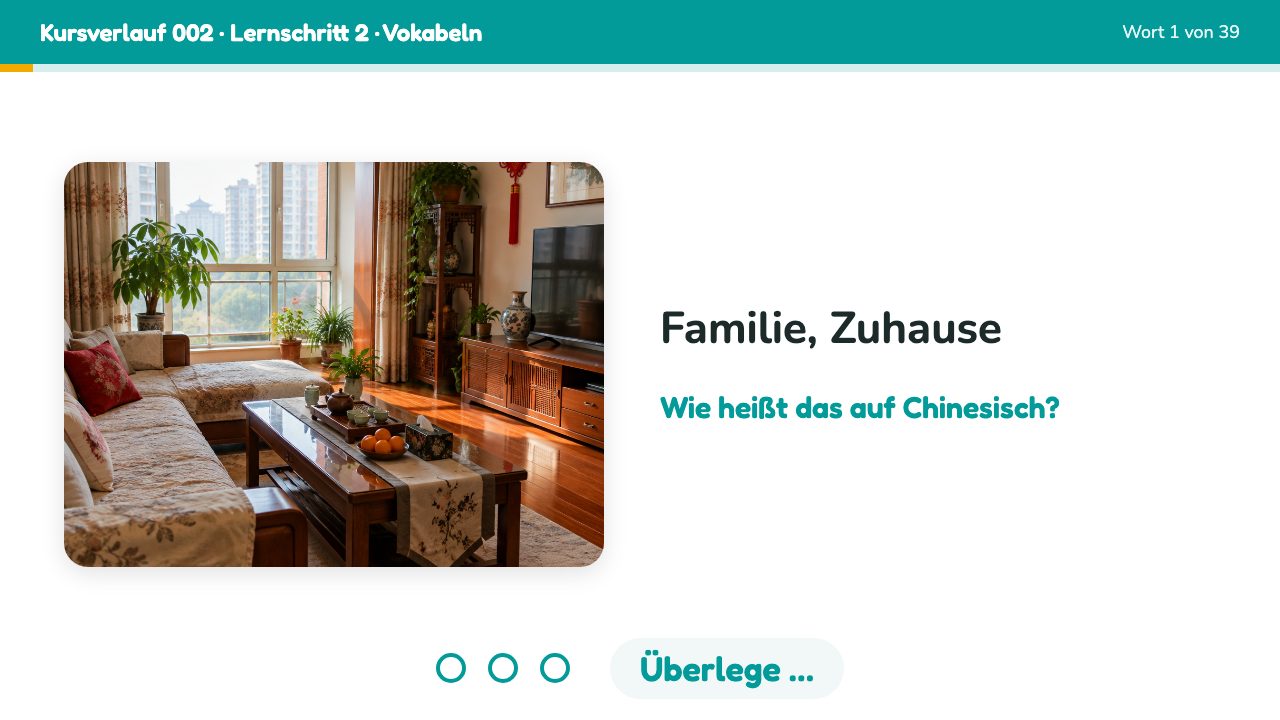 Kursverlauf 002 · Lernschritt 2 · Vokabeln
Wort 1 von 39
Familie, Zuhause
Wie heißt das auf Chinesisch?
Überlege ...